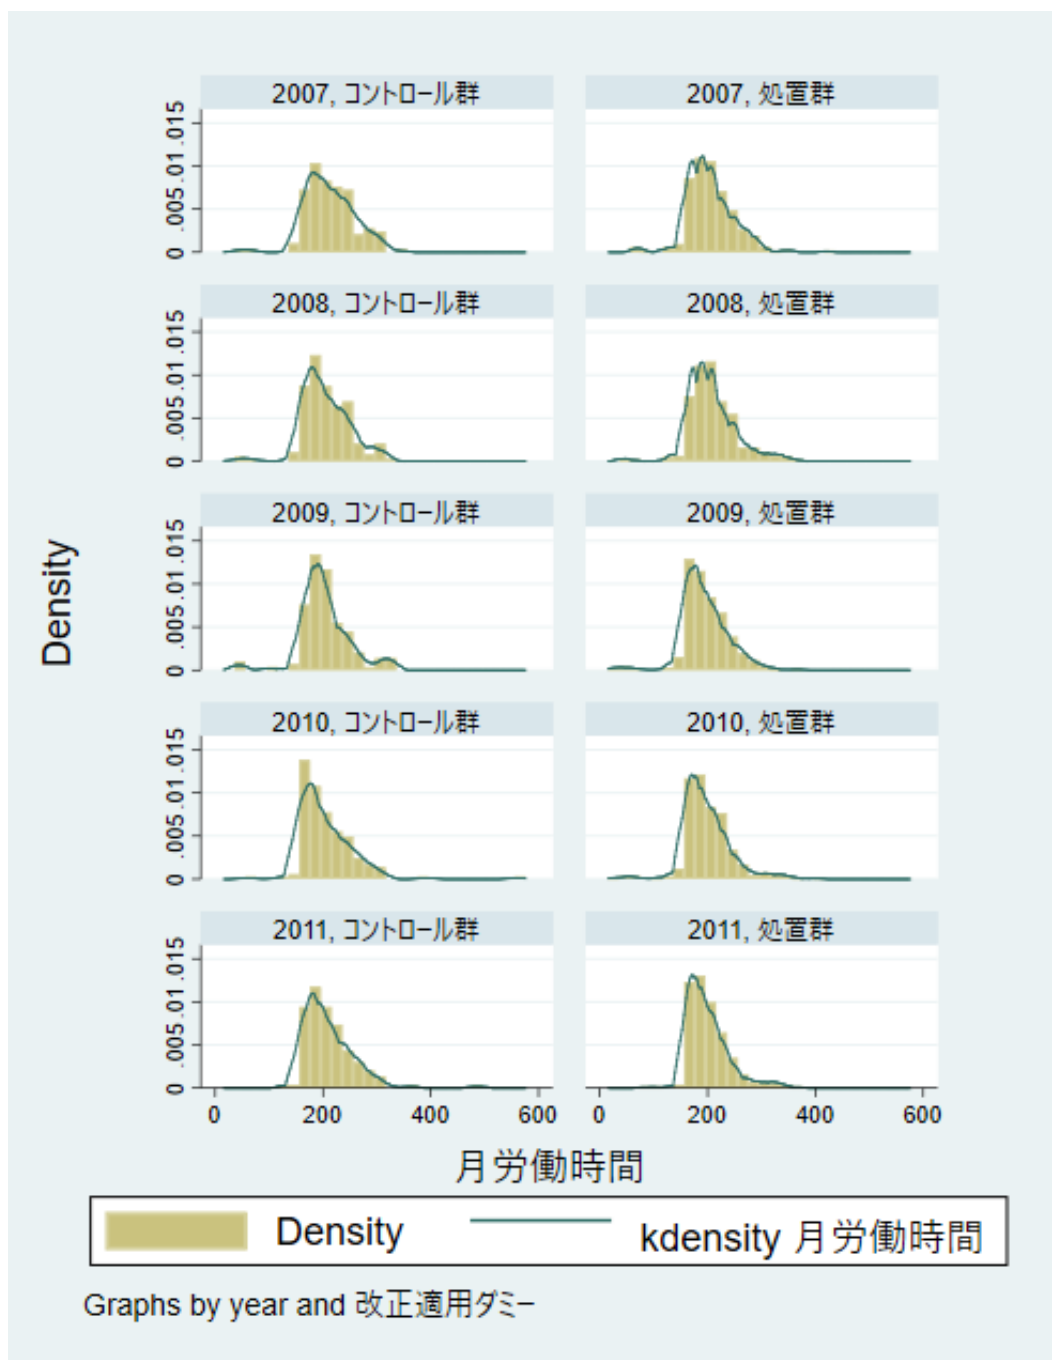 2007, コントロール群
2007, 処置群
0 .005 .01 .015
2008, コントロール群
2008, 処置群
0 .005 .01 .015
2009, コントロール群
2009, 処置群
0 .005 .01 .015
Density
2010, コントロール群
2010, 処置群
0 .005 .01 .015
2011, コントロール群
2011, 処置群
0 .005 .01 .015
0 200 400 600
0 200 400 600
月労働時間
Density
kdensity 月労働時間
Graphs by year and 改正適用ダミー